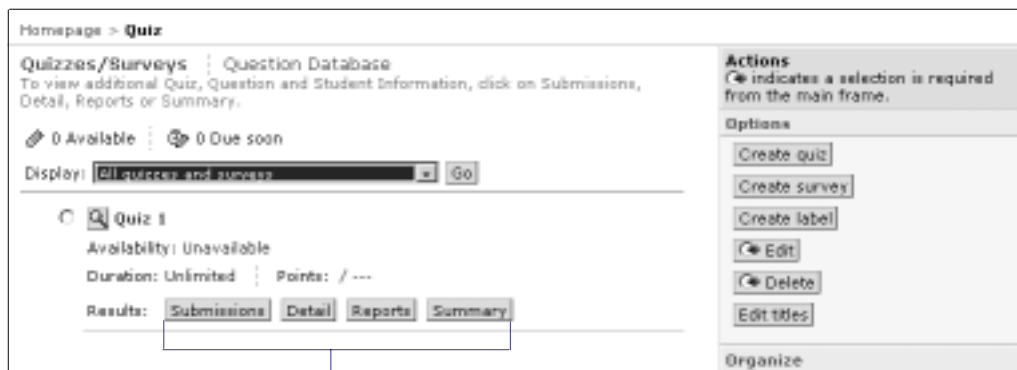 Homepage > Quiz
Quizzes/Surveys Question Database
To view additional Quiz, Question and Student Information, click on Submissions,
Detail, Reports or Summary.
0 Available 0 Due soon
Display: All quizzes and surveys Go
Quiz 1
Availability: Unavailable
Duration: Unlimited Points: / ---
Results: Submissions Detail Reports Summary
Actions
indicates a selection is required
from the main frame.
Options
Create quiz
Create survey
Create label
Edit
Delete
Edit titles
Organize